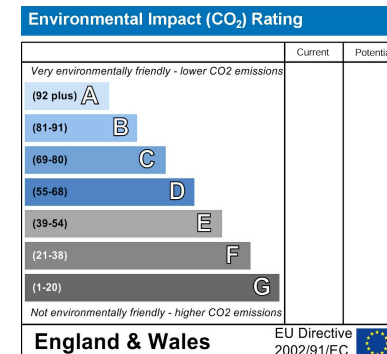 Environmental Impact (CO₂) Rating
Current Potentia
Very environmentally friendly - lower CO2 emissions
(92 plus) A
(81-91) B
(69-80) C
(55-68) D
(39-54) E
(21-38) F
(1-20) G
Not environmentally friendly - higher CO2 emissions
England & Wales
EU Directive
2002/91/EC